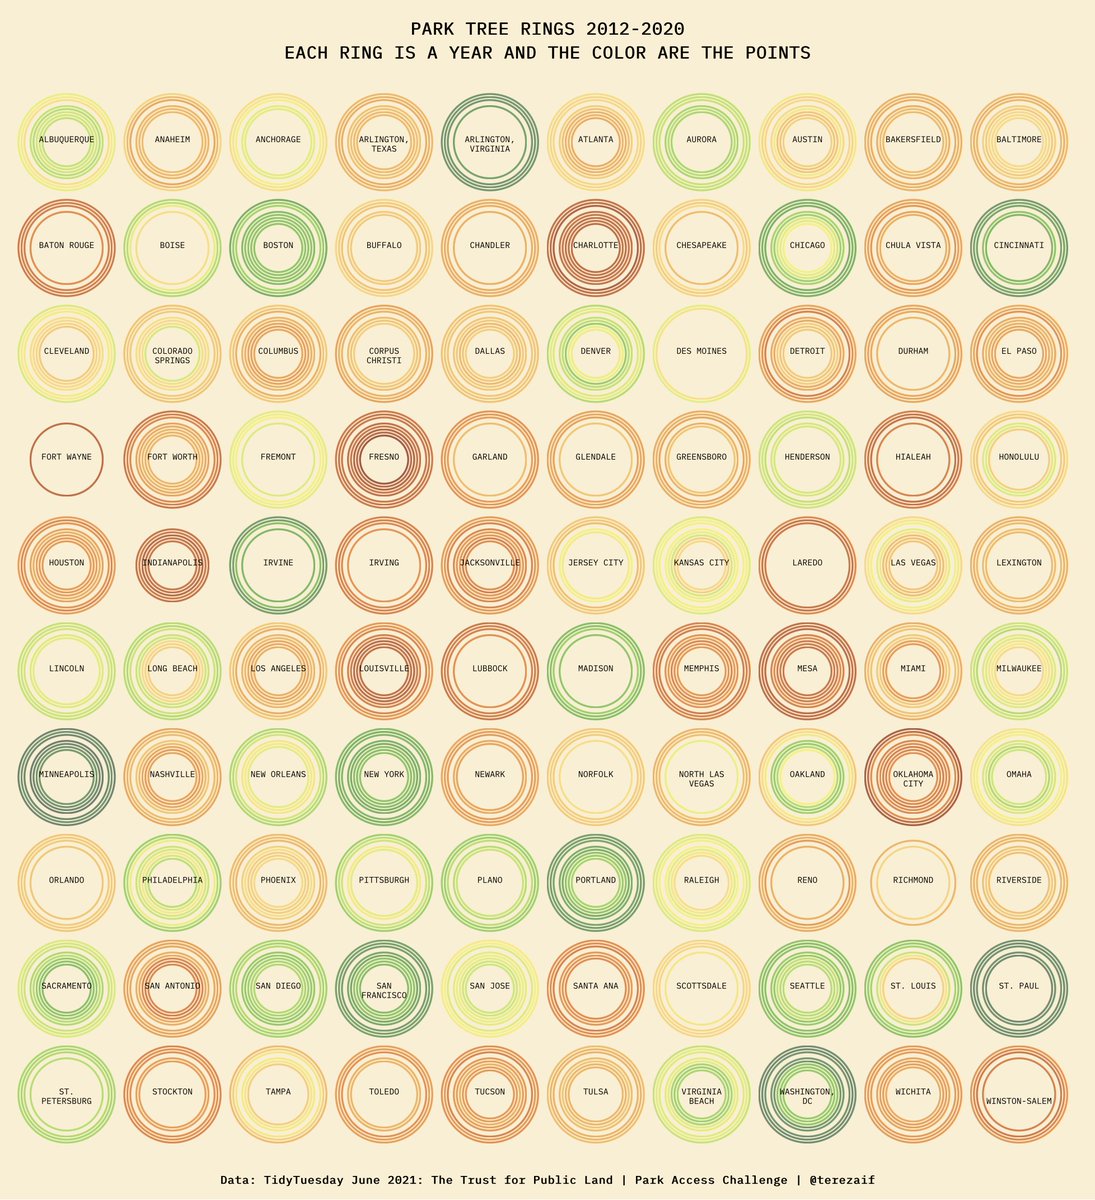 PARK TREE RINGS 2012-2020
EACH RING IS A YEAR AND THE COLOR ARE THE POINTS
ALBUQUERQUE
ANAHEIM
ANCHORAGE
ARLINGTON,
TEXAS
ARLINGTON,
VIRGINIA
ATLANTA
AURORA
AUSTIN
BAKERSFIELD
BALTIMORE
BATON ROUGE
BOISE
BOSTON
BUFFALO
CHANDLER
CHARLOTTE
CHESAPEAKE
CHICAGO
CHULA VISTA
CINCINNATI
CLEVELAND
COLORADO
SPRINGS
COLUMBUS
CORPUS
CHRISTI
DALLAS
DENVER
DES MOINES
DETROIT
DURHAM
EL PASO
FORT WAYNE
FORT WORTH
FREMONT
FRESNO
GARLAND
GLENDALE
GREENSBORO
HENDERSON
HIALEAH
HONOLULU
HOUSTON
INDIANAPOLIS
IRVINE
IRVING
JACKSONVILLE
JERSEY CITY
KANSAS CITY
LAREDO
LAS VEGAS
LEXINGTON
LINCOLN
LONG BEACH
LOS ANGELES
LOUISVILLE
LUBBOCK
MADISON
MEMPHIS
MESA
MIAMI
MILWAUKEE
MINNEAPOLIS
NASHVILLE
NEW ORLEANS
NEW YORK
NEWARK
NORFOLK
NORTH LAS
VEGAS
OAKLAND
OKLAHOMA
CITY
OMAHA
ORLANDO
PHILADELPHIA
PHOENIX
PITTSBURGH
PLANO
PORTLAND
RALEIGH
RENO
RICHMOND
RIVERSIDE
SACRAMENTO
SAN ANTONIO
SAN DIEGO
SAN
FRANCISCO
SAN JOSE
SANTA ANA
SCOTTSDALE
SEATTLE
ST. LOUIS
ST. PAUL
ST.
PETERSBURG
STOCKTON
TAMPA
TOLEDO
TUCSON
TULSA
VIRGINIA
BEACH
WASHINGTON,
DC
WICHITA
WINSTON-SALEM
Data: TidyTuesday June 2021: The Trust for Public Land | Park Access Challenge | @terezaif